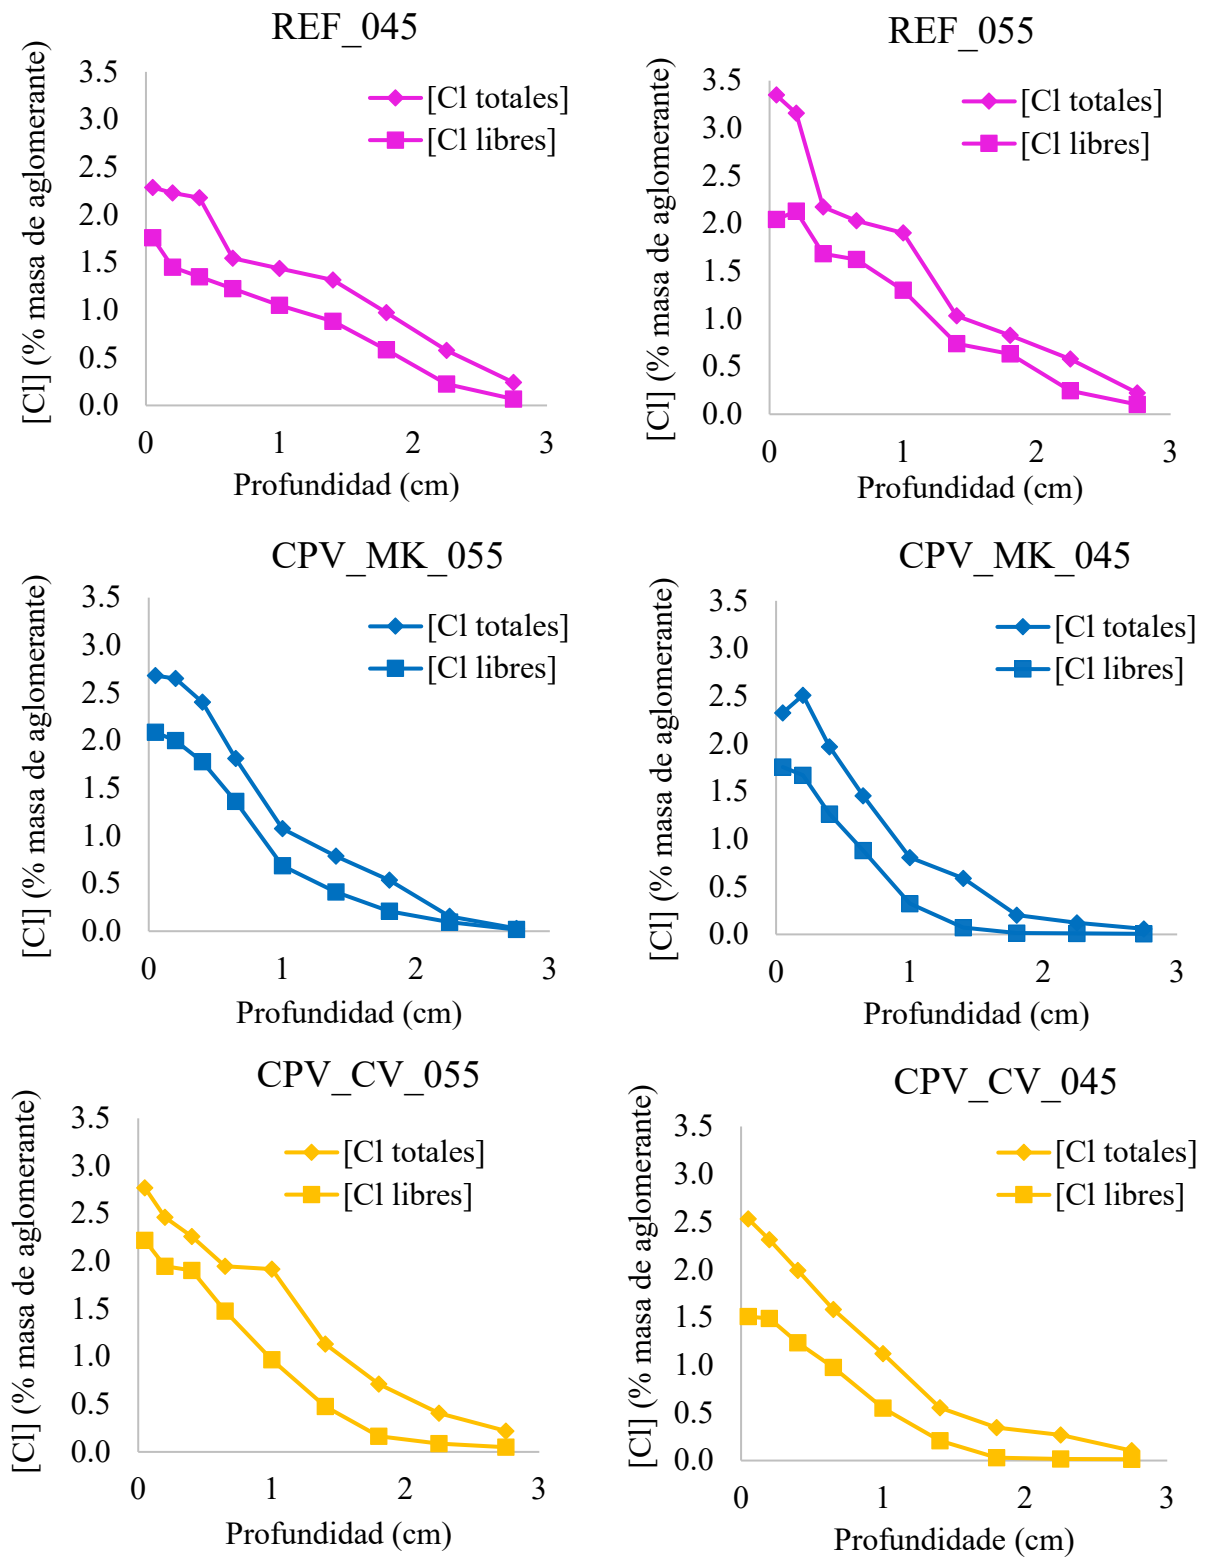 REF_045
[Cl] (% masa de aglomerante)
3.5
3.0
2.5
2.0
1.5
1.0
0.5
0.0
[Cl totales]
[Cl libres]
0 1 2 3
Profundidad (cm)
REF_055
[Cl] (% masa de aglomerante)
3.5
3.0
2.5
2.0
1.5
1.0
0.5
0.0
[Cl totales]
[Cl libres]
0 1 2 3
Profundidad (cm)
CPV_MK_055
[Cl] (% masa de aglomerante)
3.5
3.0
2.5
2.0
1.5
1.0
0.5
0.0
[Cl totales]
[Cl libres]
0 1 2 3
Profundidad (cm)
CPV_MK_045
[Cl] (% masa de aglomerante)
3.5
3.0
2.5
2.0
1.5
1.0
0.5
0.0
[Cl totales]
[Cl libres]
0 1 2 3
Profundidad (cm)
CPV_CV_055
[Cl] (% masa de aglomerante)
3.5
3.0
2.5
2.0
1.5
1.0
0.5
0.0
[Cl totales]
[Cl libres]
0 1 2 3
Profundidad (cm)
CPV_CV_045
[Cl] (% masa de aglomerante)
3.5
3.0
2.5
2.0
1.5
1.0
0.5
0.0
[Cl totales]
[Cl libres]
0 1 2 3
Profundidade (cm)